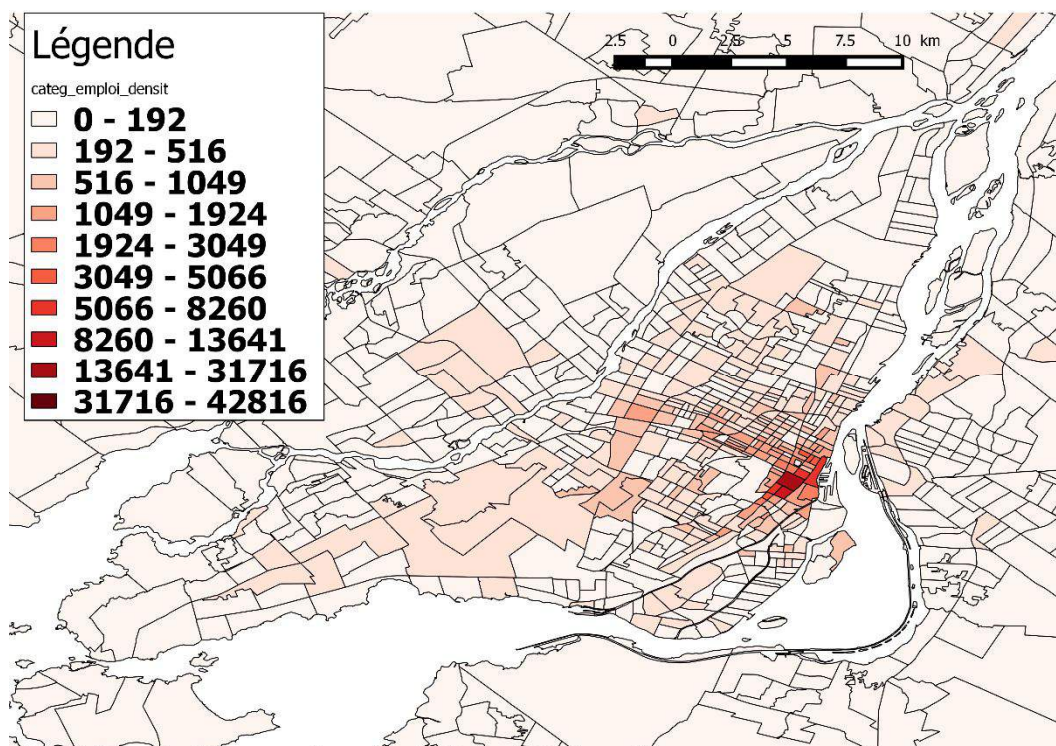 Légende
categ_emploi_densit
0 - 192
192 - 516
516 - 1049
1049 - 1924
1924 - 3049
3049 - 5066
5066 - 8260
8260 - 13641
13641 - 31716
31716 - 42816
2.5 0 2.5 5 7.5 10 km